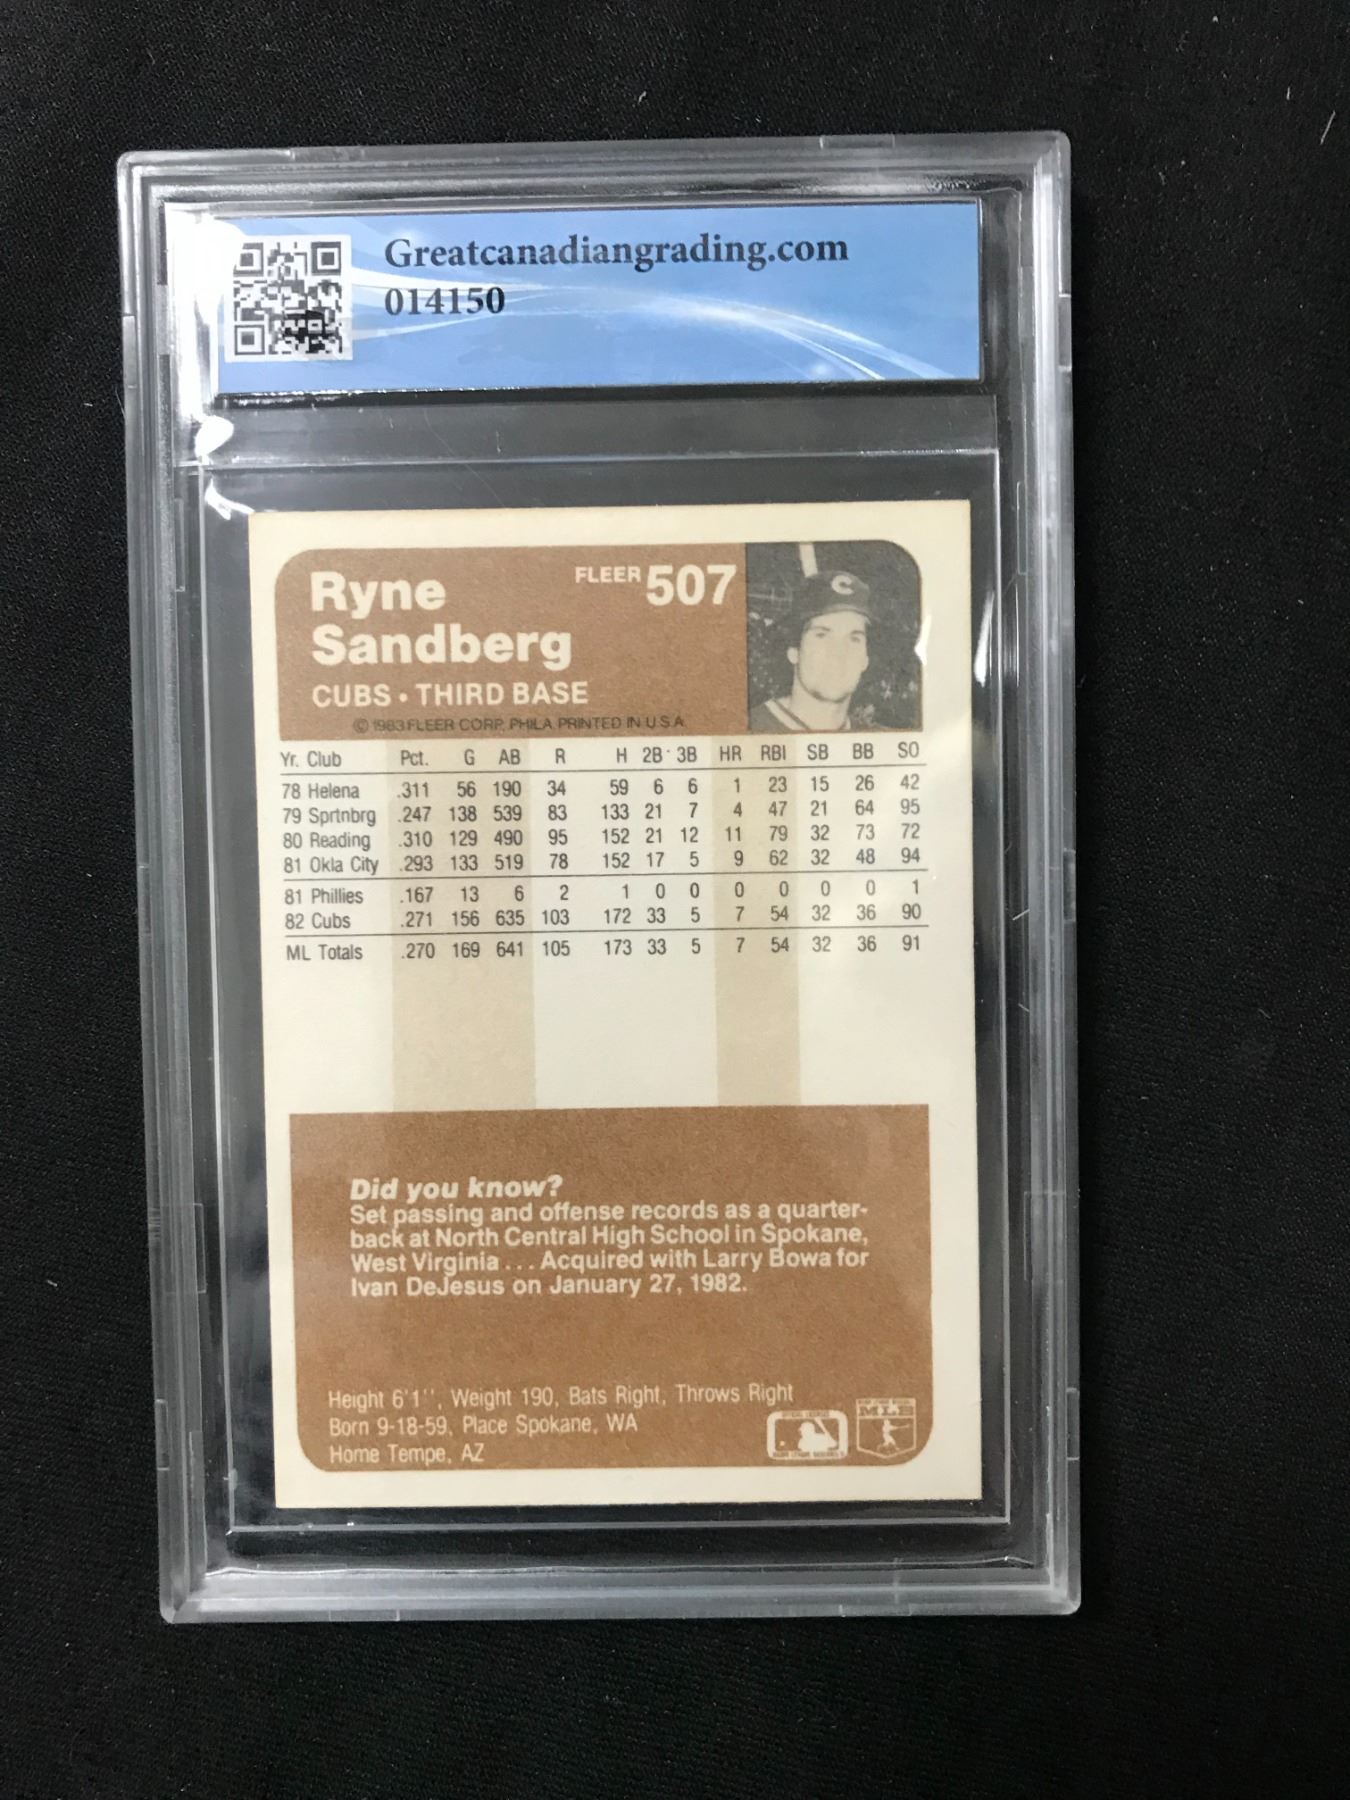 Greatcanadiangrading.com
014150
Ryne
Sandberg
FLEER 507
CUBS • THIRD BASE
© 1983 FLEER CORP. PHILA PRINTED IN U.S.A.
Yr. Club Pct. G AB R H 2B 3B HR RBI SB BB SO
78 Helena .311 56 190 34 59 6 6 1 23 15 26 42
79 Sprtnbrg .247 138 539 83 133 21 7 4 47 21 64 95
80 Reading .310 129 490 95 152 21 12 11 79 32 73 72
81 Okla City .293 133 519 78 152 17 5 9 62 32 48 94
81 Phillies .167 13 6 2 1 0 0 0 0 0 0 1
82 Cubs .271 156 635 103 172 33 5 7 54 32 36 90
ML Totals .270 169 641 105 173 33 5 7 54 32 36 91
Did you know?
Set passing and offense records as a quarter-
back at North Central High School in Spokane,
West Virginia . . . Acquired with Larry Bowa for
Ivan DeJesus on January 27, 1982.
Height 6'1'', Weight 190, Bats Right, Throws Right
Born 9-18-59, Place Spokane, WA
Home Tempe, AZ